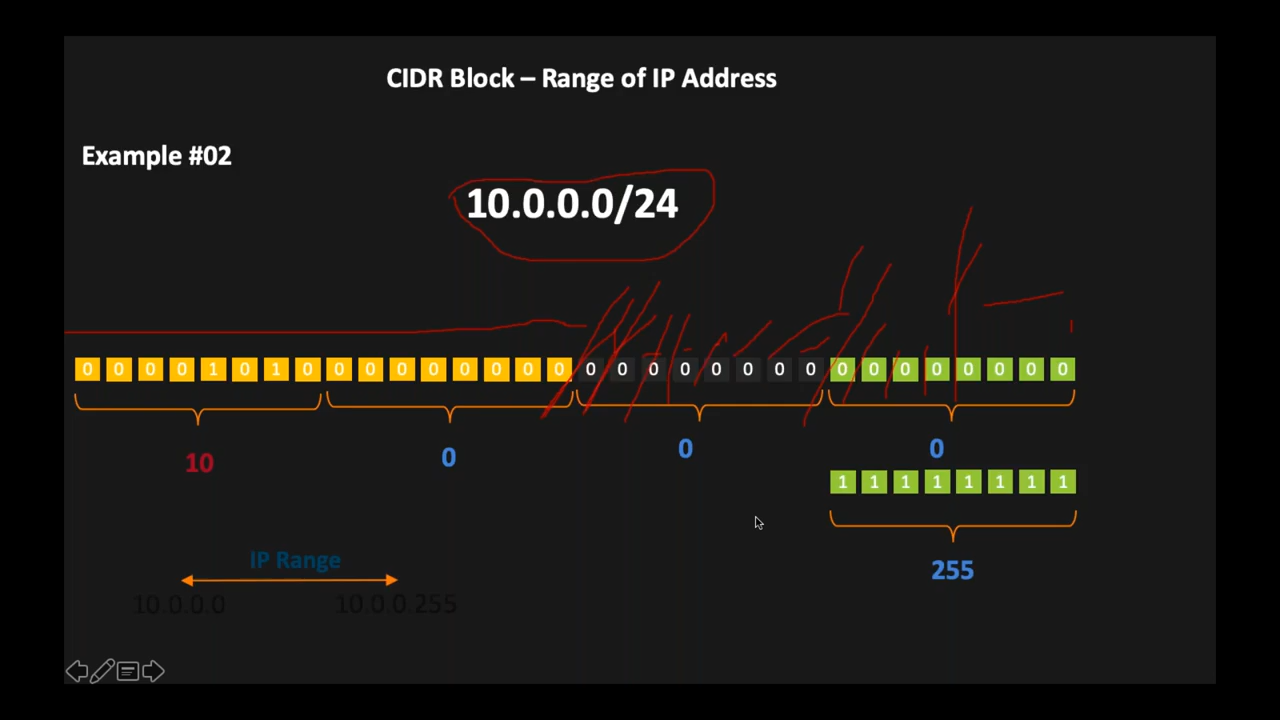 CIDR Block – Range of IP Address
Example #02
10.0.0.0/24
0 0 0 0 1 0 1 0 0 0 0 0 0 0 0 0 0 0 0 0 0 0 0 0 0 0 0 0 0 0 0 0
10 0 0 0
1 1 1 1 1 1 1 1
255
IP Range
10.0.0.0 10.0.0.255